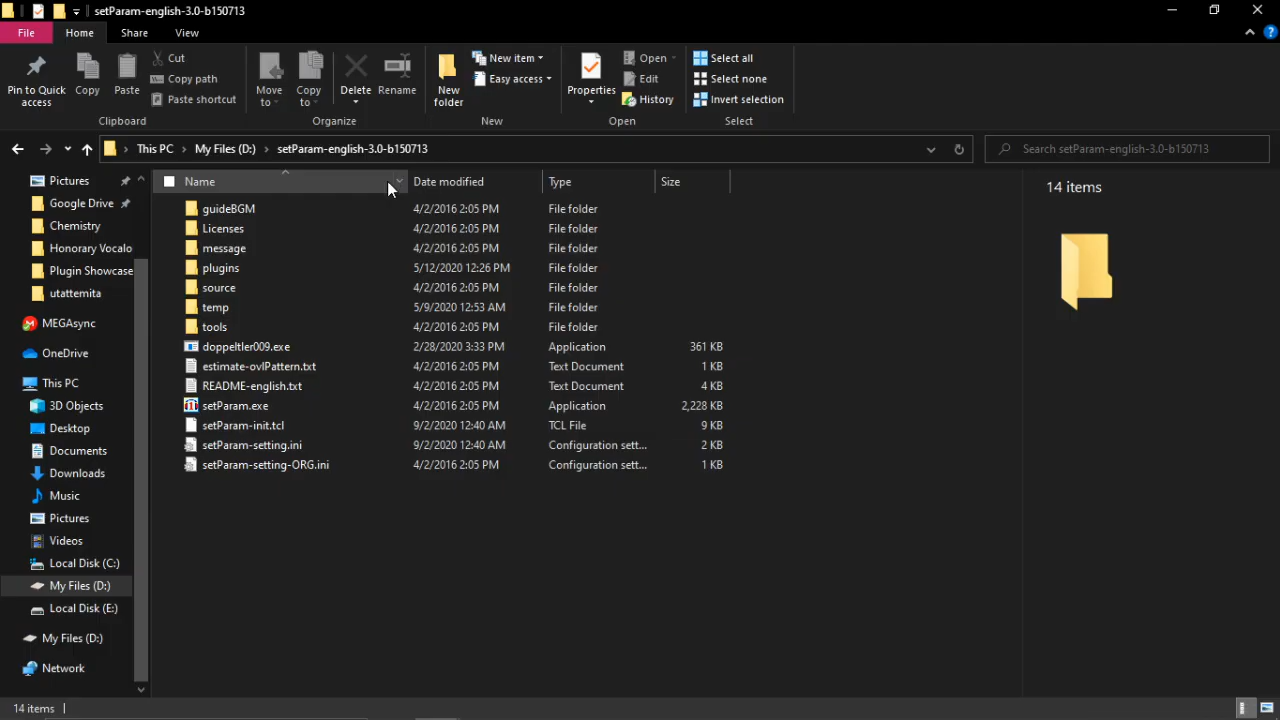 setParam-english-3.0-b150713
File Home Share View
Pin to Quick access
Copy
Paste
Cut
Copy path
Paste shortcut
Clipboard
Move to
Copy to
Delete
Rename
Organize
New folder
New item
Easy access
New
Properties
Open
Edit
History
Open
Select all
Select none
Invert selection
Select
This PC > My Files (D:) > setParam-english-3.0-b150713
Search setParam-english-3.0-b150713
Pictures
Google Drive
Chemistry
Honorary Vocalo
Plugin Showcase
utattemita
MEGAsync
OneDrive
This PC
3D Objects
Desktop
Documents
Downloads
Music
Pictures
Videos
Local Disk (C:)
My Files (D:)
Local Disk (E:)
My Files (D:)
Network
Name Date modified Type Size
guideBGM 4/2/2016 2:05 PM File folder
Licenses 4/2/2016 2:05 PM File folder
message 4/2/2016 2:05 PM File folder
plugins 5/12/2020 12:26 PM File folder
source 4/2/2016 2:05 PM File folder
temp 5/9/2020 12:53 AM File folder
tools 4/2/2016 2:05 PM File folder
doppeltler009.exe 2/28/2020 3:33 PM Application 361 KB
estimate-ovlPattern.txt 4/2/2016 2:05 PM Text Document 1 KB
README-english.txt 4/2/2016 2:05 PM Text Document 4 KB
setParam.exe 4/2/2016 2:05 PM Application 2,228 KB
setParam-init.tcl 9/2/2020 12:40 AM TCL File 9 KB
setParam-setting.ini 9/2/2020 12:40 AM Configuration sett... 2 KB
setParam-setting-ORG.ini 4/2/2016 2:05 PM Configuration sett... 1 KB
14 items
14 items